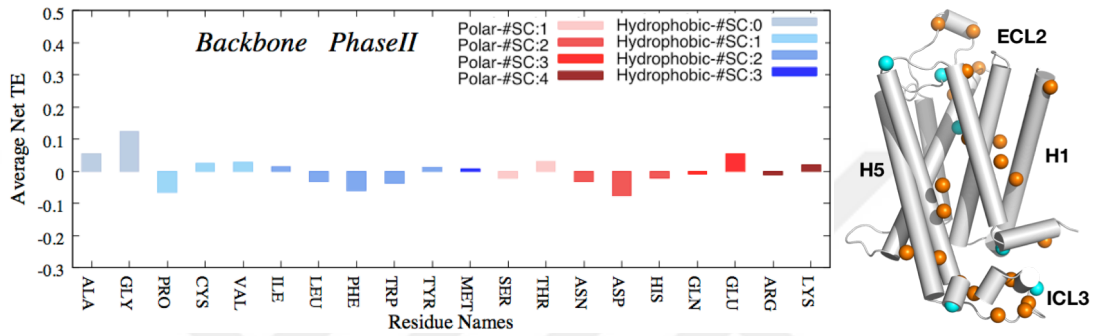 Backbone PhaseII
Polar-#SC:1
Polar-#SC:2
Polar-#SC:3
Polar-#SC:4
Hydrophobic-#SC:0
Hydrophobic-#SC:1
Hydrophobic-#SC:2
Hydrophobic-#SC:3
Average Net TE
0.5
0.4
0.3
0.2
0.1
0
-0.1
-0.2
-0.3
ALA
GLY
PRO
CYS
VAL
ILE
LEU
PHE
TRP
TYR
MET
SER
THR
ASN
ASP
HIS
GLN
GLU
ARG
LYS
Residue Names
ECL2
H5
H1
ICL3